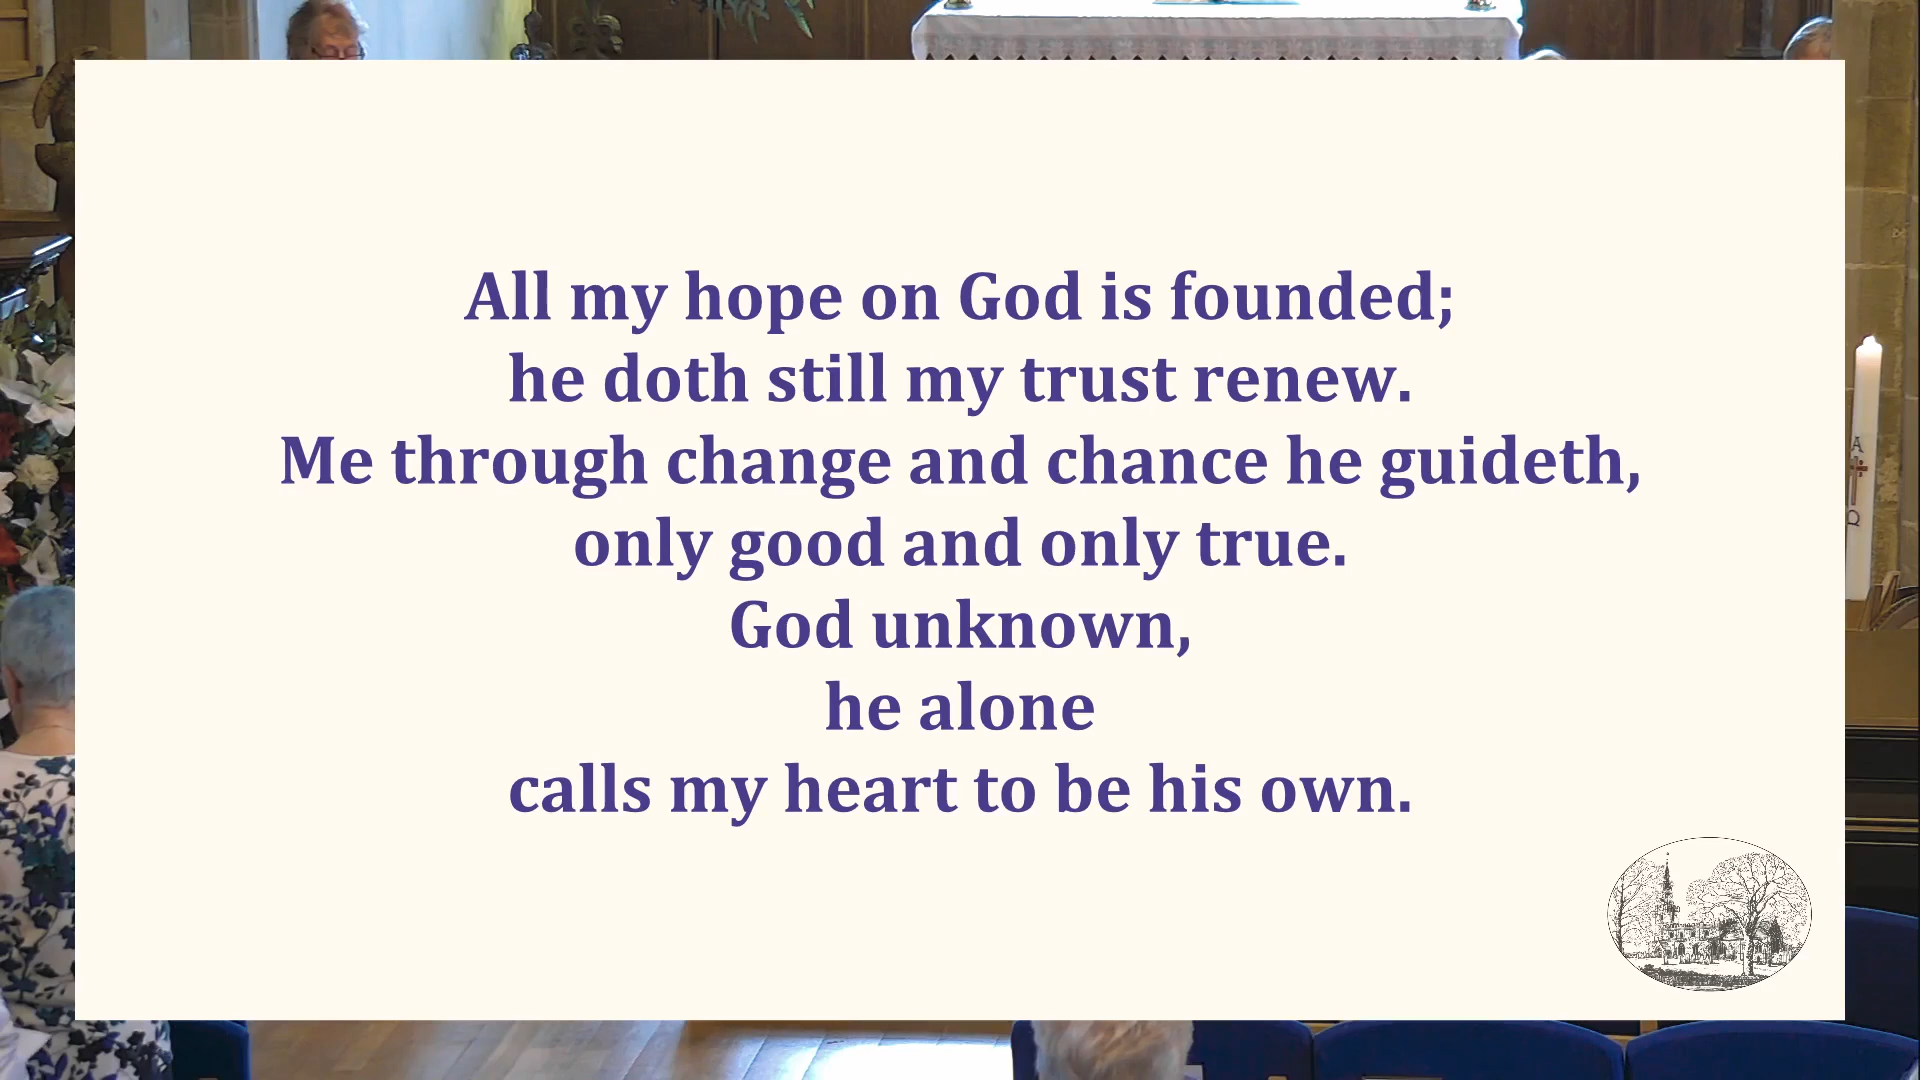 All my hope on God is founded;
he doth still my trust renew.
Me through change and chance he guideth,
only good and only true.
God unknown,
he alone
calls my heart to be his own.
Α
Ω